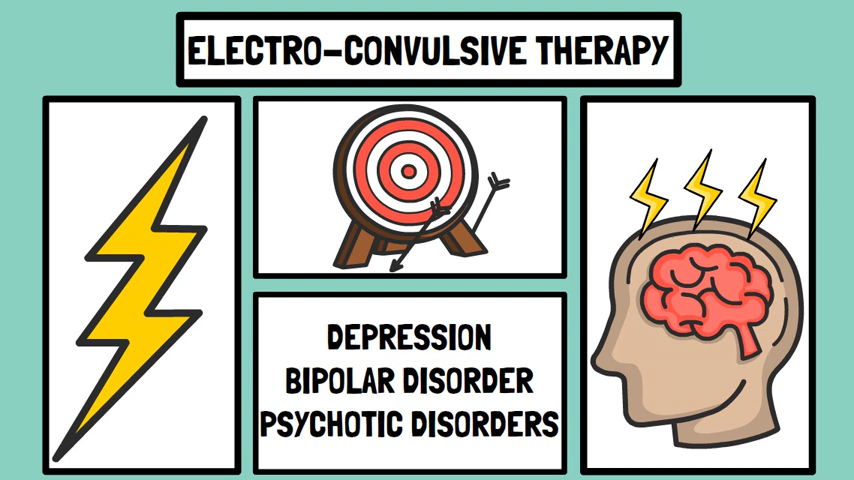 ELECTRO-CONVULSIVE THERAPY
DEPRESSION
BIPOLAR DISORDER
PSYCHOTIC DISORDERS